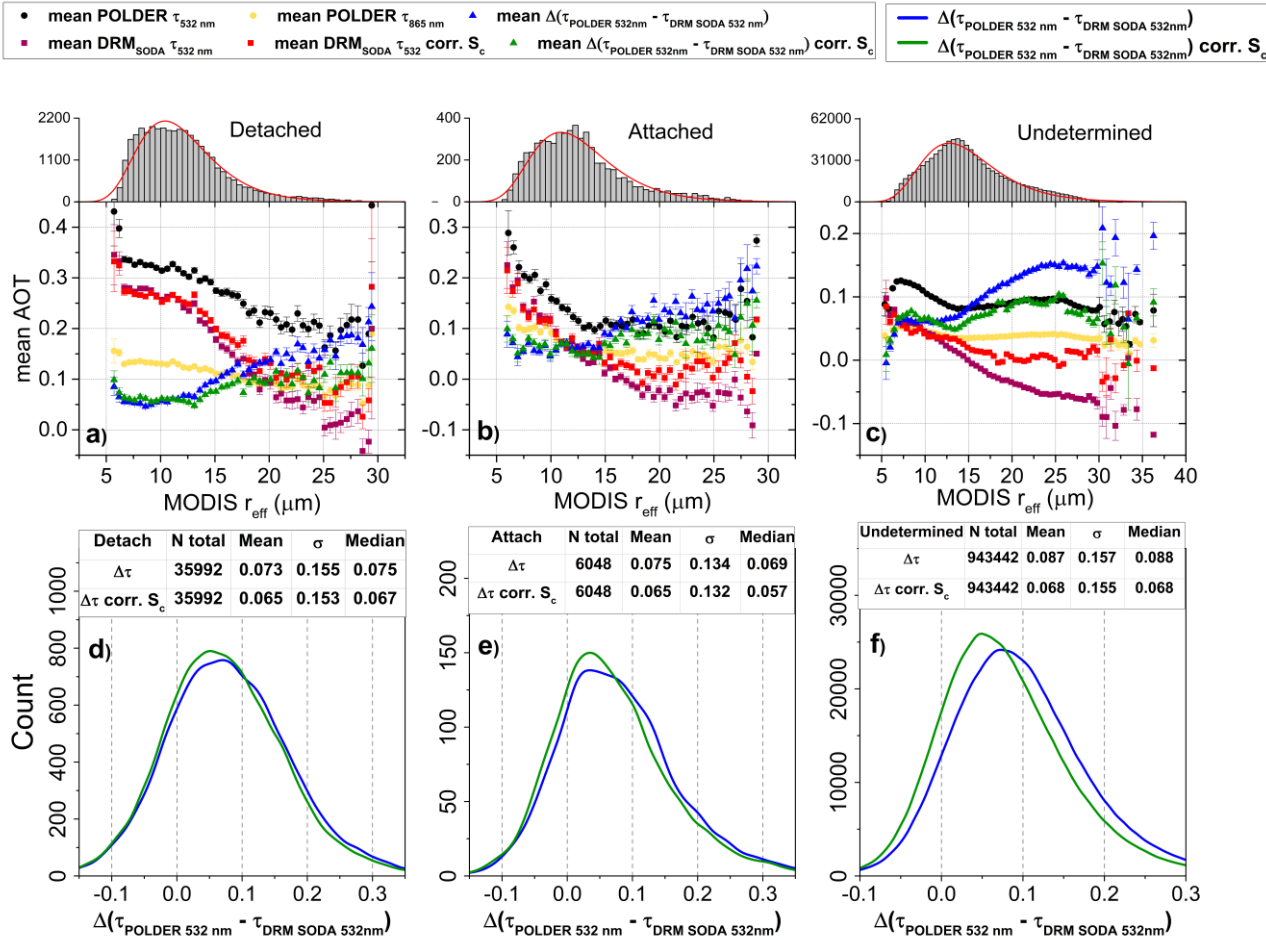 mean POLDER τ532 nm mean POLDER τ865 nm mean Δ(τPOLDER 532nm - τDRM SODA 532nm)
mean DRMSODA τ532 nm mean DRMSODA τ532 corr. Sc mean Δ(τPOLDER 532nm - τDRM SODA 532nm) corr. Sc
Δ(τPOLDER 532 nm - τDRM SODA 532nm)
Δ(τPOLDER 532 nm - τDRM SODA 532nm) corr. Sc
Detached
2200
1100
0
mean AOT
0.4
0.3
0.2
0.1
0.0
a)
5 10 15 20 25 30
MODIS reff (μm)
Attached
400
200
0
0.3
0.2
0.1
0.0
-0.1
b)
5 10 15 20 25 30
MODIS reff (μm)
Undetermined
62000
31000
0
0.2
0.1
0.0
-0.1
c)
0 5 10 15 20 25 30 35 40
MODIS reff (μm)
Detach N total Mean σ Median
Δτ 35992 0.073 0.155 0.075
Δτ corr. Sc 35992 0.065 0.153 0.067
d)
Count
1000
800
600
400
200
0
-0.1 0.0 0.1 0.2 0.3
Δ(τPOLDER 532 nm - τDRM SODA 532nm)
Attach N total Mean σ Median
Δτ 6048 0.075 0.134 0.069
Δτ corr. Sc 6048 0.065 0.132 0.057
e)
200
150
100
50
0
-0.1 0.0 0.1 0.2 0.3
Δ(τPOLDER 532 nm - τDRM SODA 532nm)
Undetermined N total Mean σ Median
Δτ 943442 0.087 0.157 0.088
Δτ corr. Sc 943442 0.068 0.155 0.068
f)
30000
20000
10000
0
-0.1 0.0 0.1 0.2 0.3
Δ(τPOLDER 532 nm - τDRM SODA 532nm)